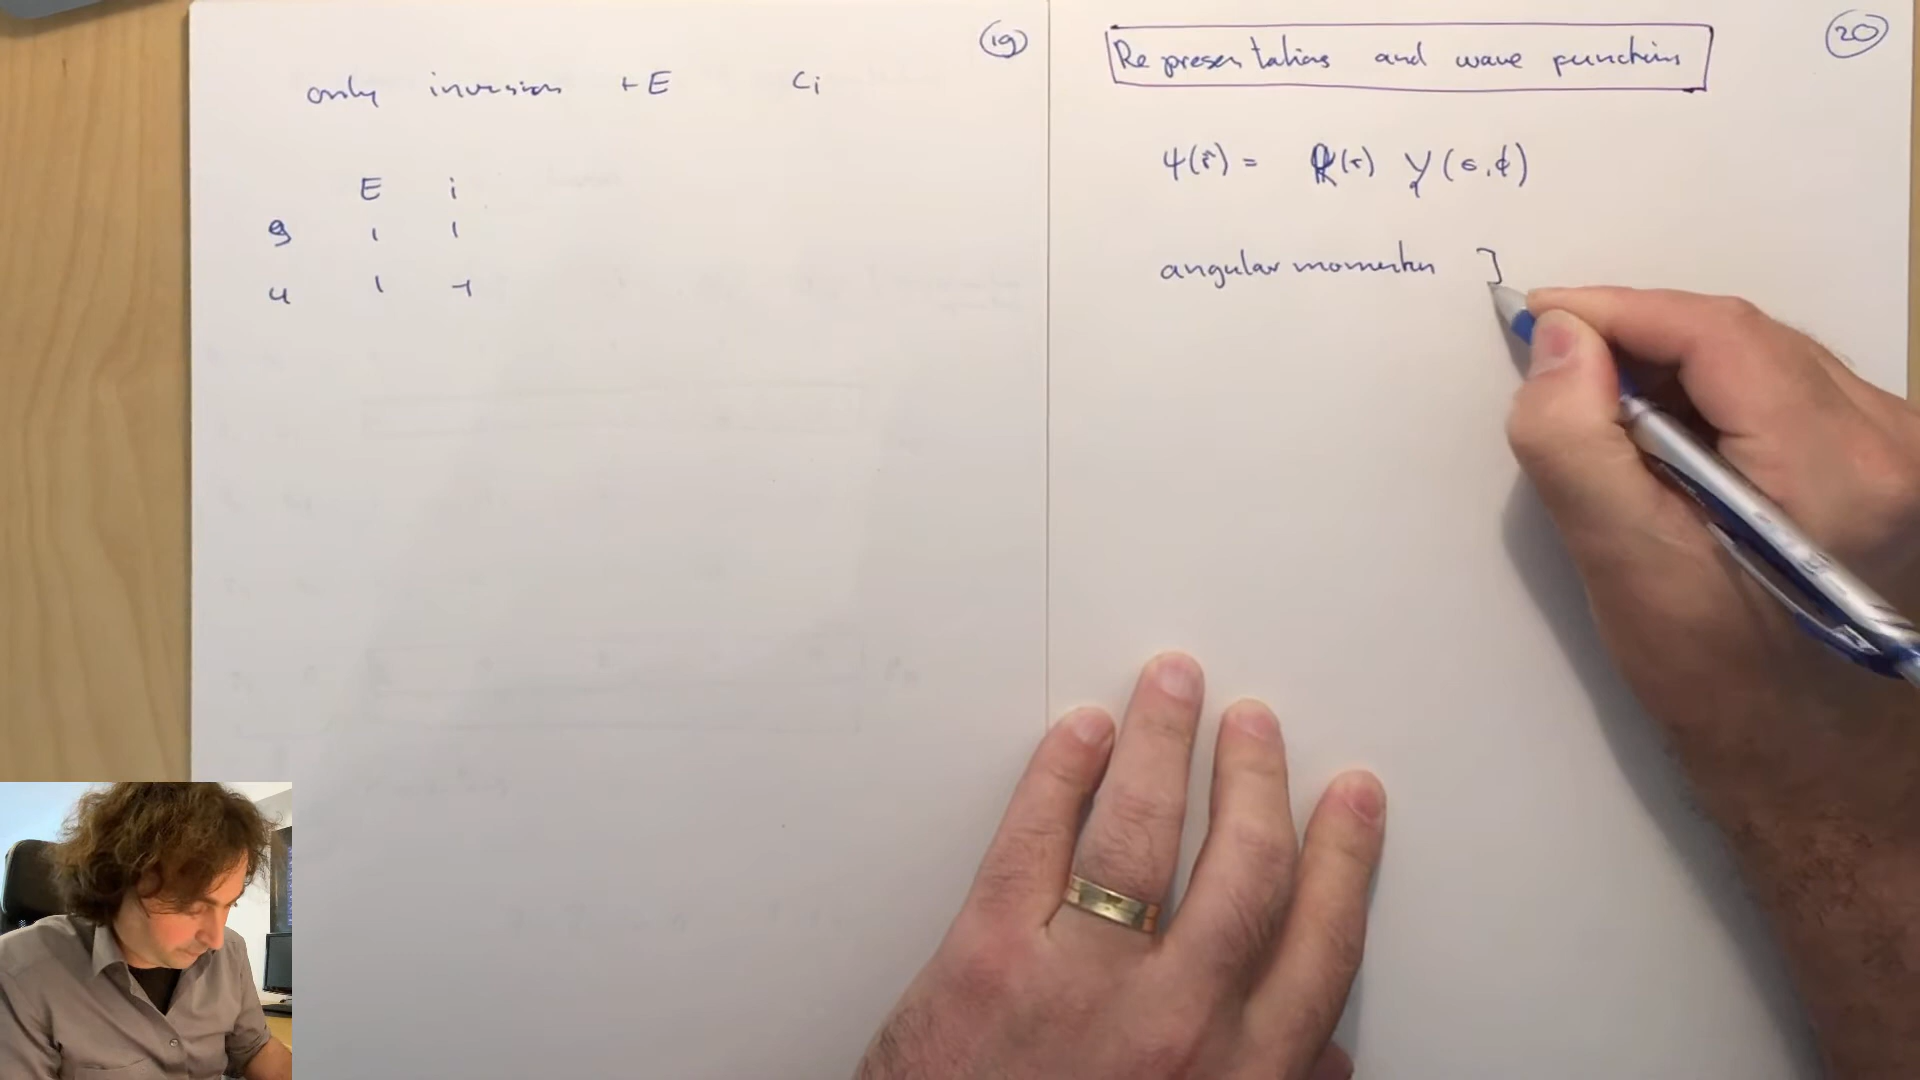 19
only inversion + E Ci
E i
g 1 1
u 1 -1
20
Representations and wave functions
ψ(r⃗) = R(r) Y(θ,ϕ)
angular momentum ]